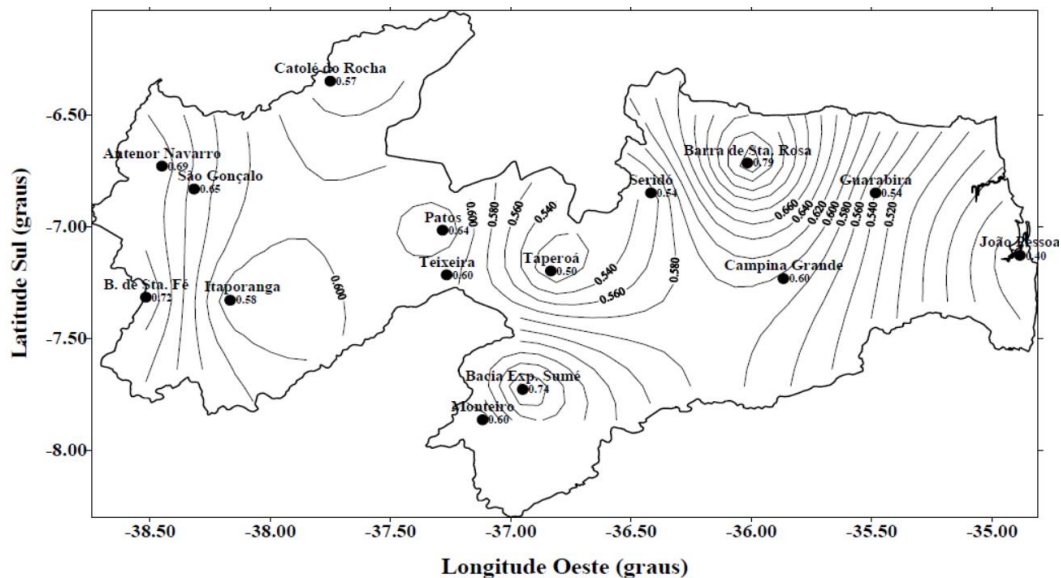 Catolé do Rocha
0.57
-6.50
Antenor Navarro
0.69
São Gonçalo
0.65
Barra de Sta. Rosa
0.79
Seridó
0.54
Guarabira
0.54
0.600
0.580
0.560
0.540
0.660
0.640
0.620
0.600
0.580
0.560
0.540
0.520
-7.00
Patos
0.64
João Pessoa
0.40
Teixeira
0.60
Taperoá
0.50
0.540
0.560
0.580
Campina Grande
0.60
B. de Sta. Fé
0.72
Itaporanga
0.58
0.600
-7.50
Bacia Exp. Sumé
0.74
Monteiro
0.60
-8.00
Latitude Sul (graus)
-38.50
-38.00
-37.50
-37.00
-36.50
-36.00
-35.50
-35.00
Longitude Oeste (graus)